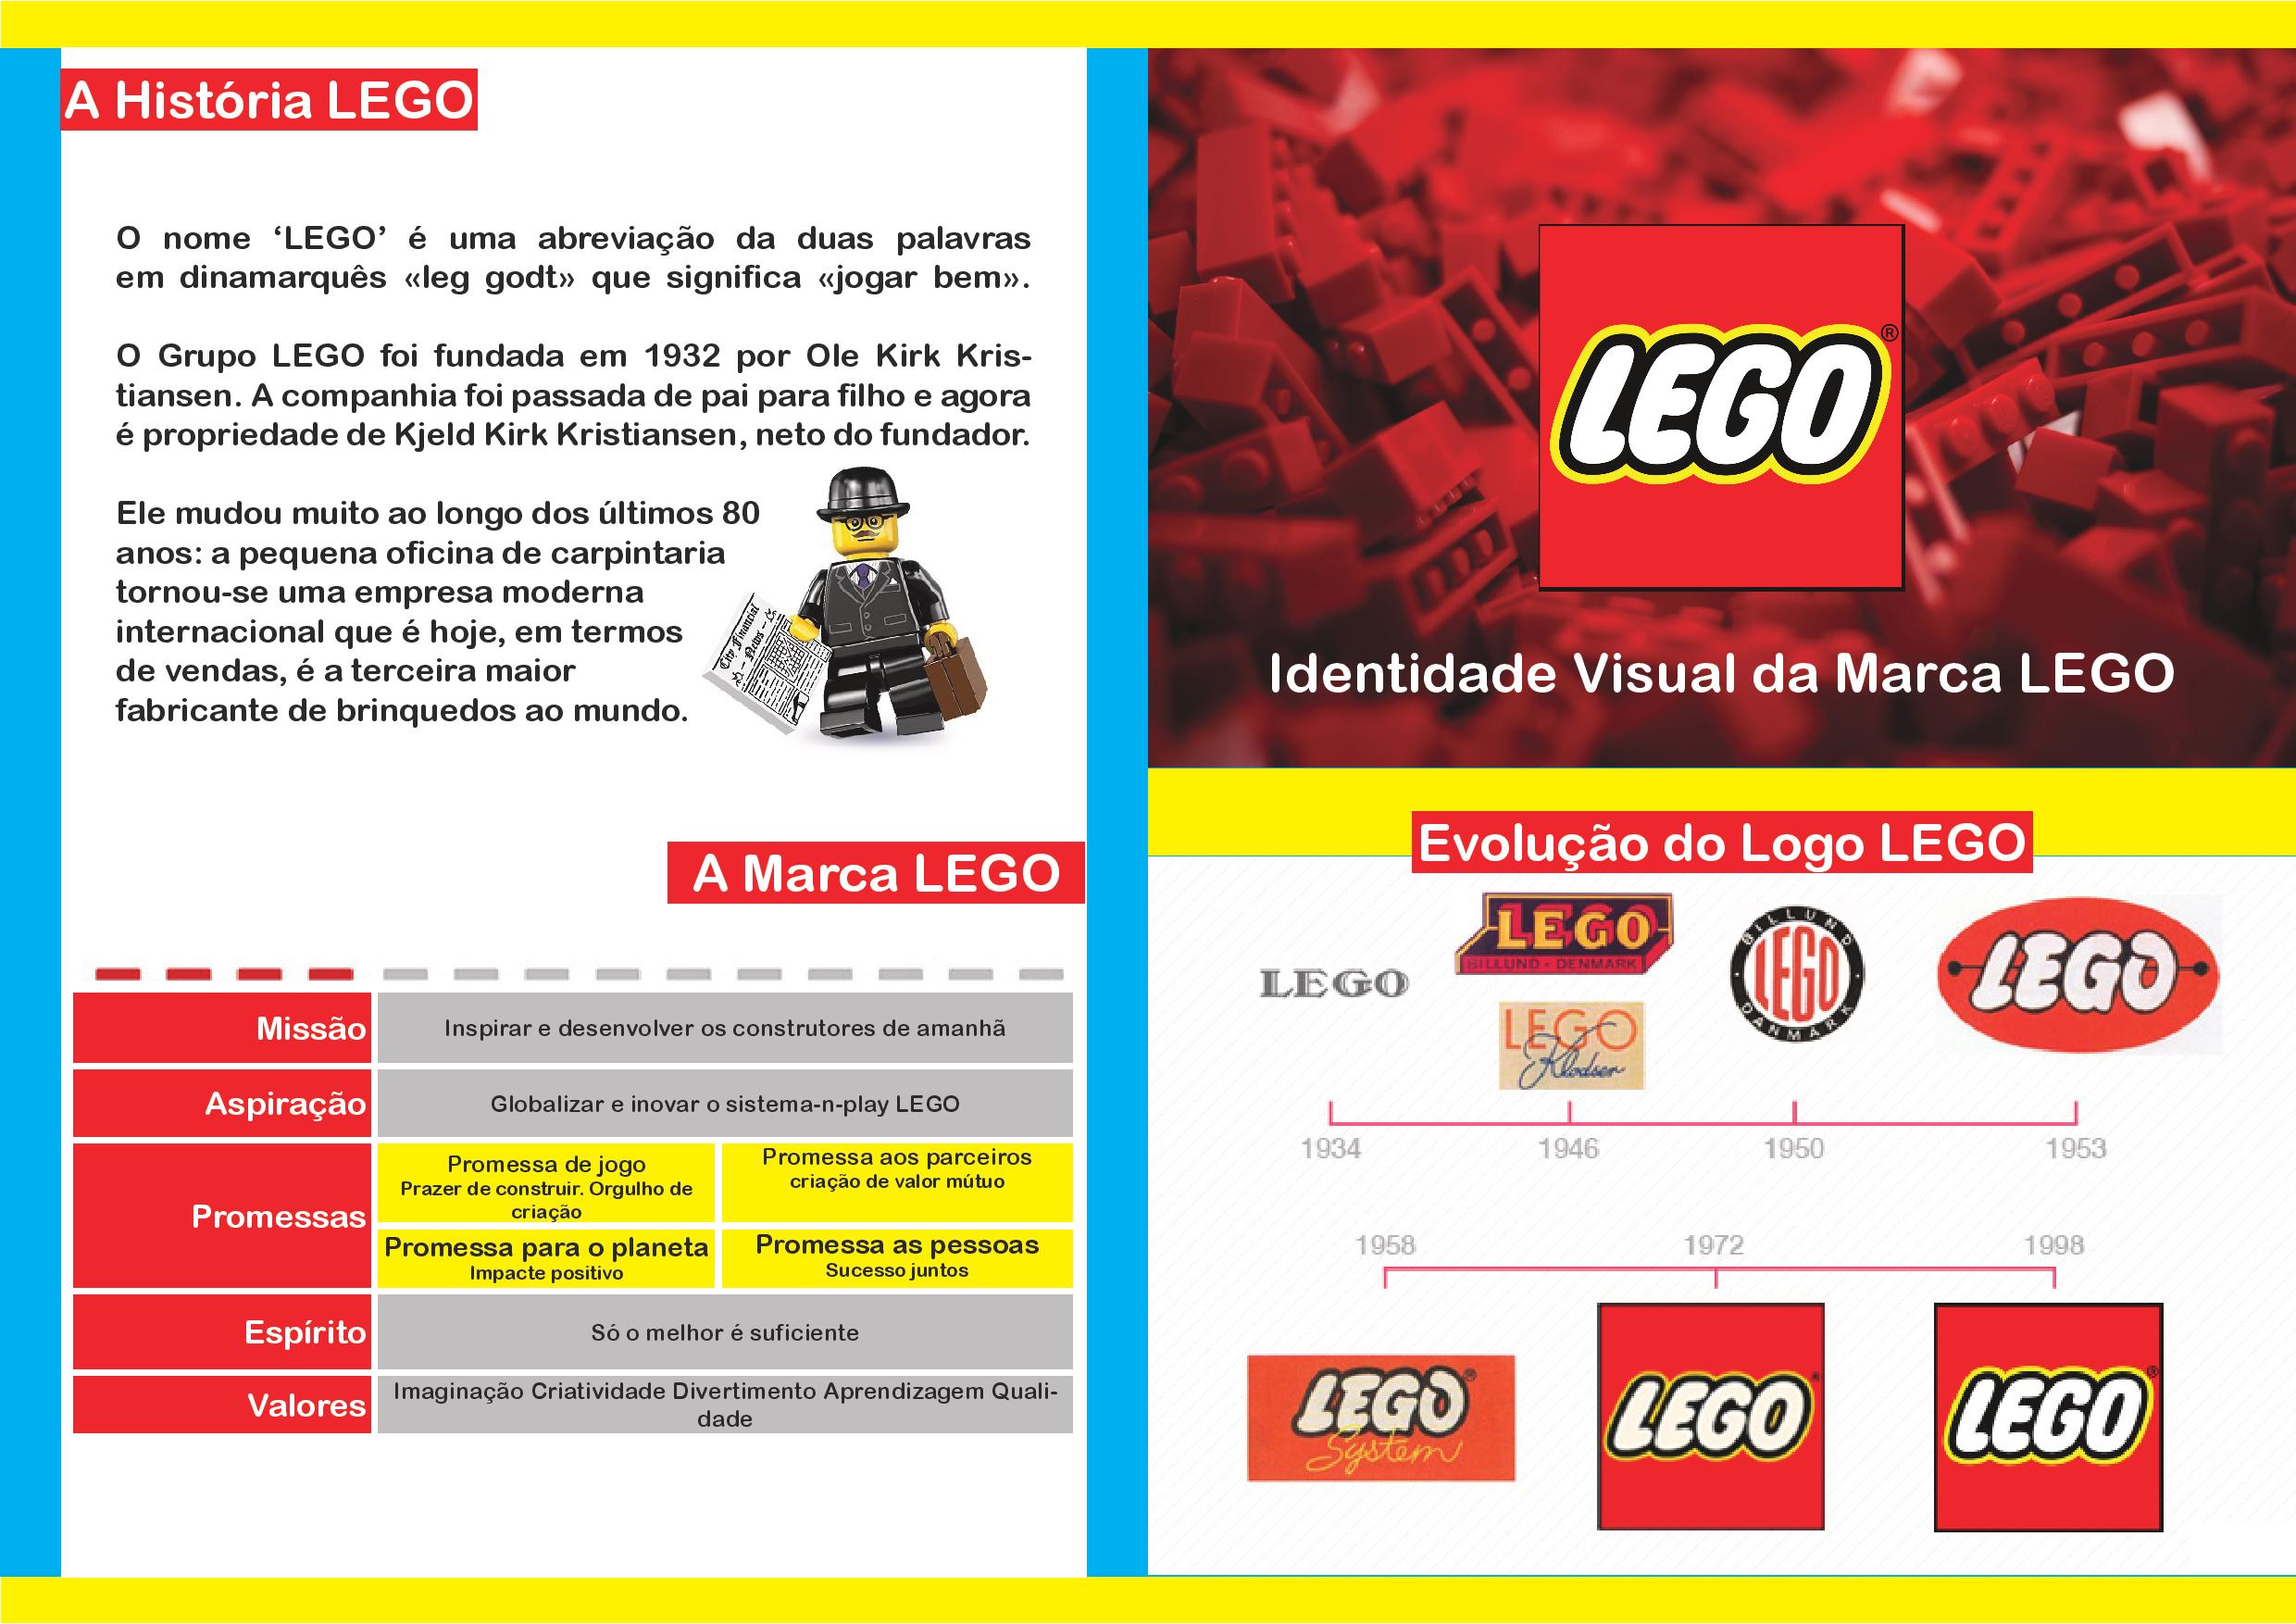 A História LEGO
O nome ‘LEGO’ é uma abreviação da duas palavras
em dinamarquês «leg godt» que significa «jogar bem».
O Grupo LEGO foi fundada em 1932 por Ole Kirk Kris-
tiansen. A companhia foi passada de pai para filho e agora
é propriedade de Kjeld Kirk Kristiansen, neto do fundador.
Ele mudou muito ao longo dos últimos 80
anos: a pequena oficina de carpintaria
tornou-se uma empresa moderna
internacional que é hoje, em termos
de vendas, é a terceira maior
fabricante de brinquedos ao mundo.
City Financial
— News —
A Marca LEGO
Missão
Inspirar e desenvolver os construtores de amanhã
Aspiração
Globalizar e inovar o sistema-n-play LEGO
Promessas
Promessa de jogo
Prazer de construir. Orgulho de
criação
Promessa aos parceiros
criação de valor mútuo
Promessa para o planeta
Impacte positivo
Promessa as pessoas
Sucesso juntos
Espírito
Só o melhor é suficiente
Valores
Imaginação Criatividade Divertimento Aprendizagem Quali-
dade
LEGO®
Identidade Visual da Marca LEGO
Evolução do Logo LEGO
LEGO
LEGO
BILLUND - DENMARK
LEGO
Klodser
BILLUND
LEGO
DANMARK
LEGO
1934 1946 1950 1953
1958 1972 1998
LEGO®
System
LEGO®
LEGO®